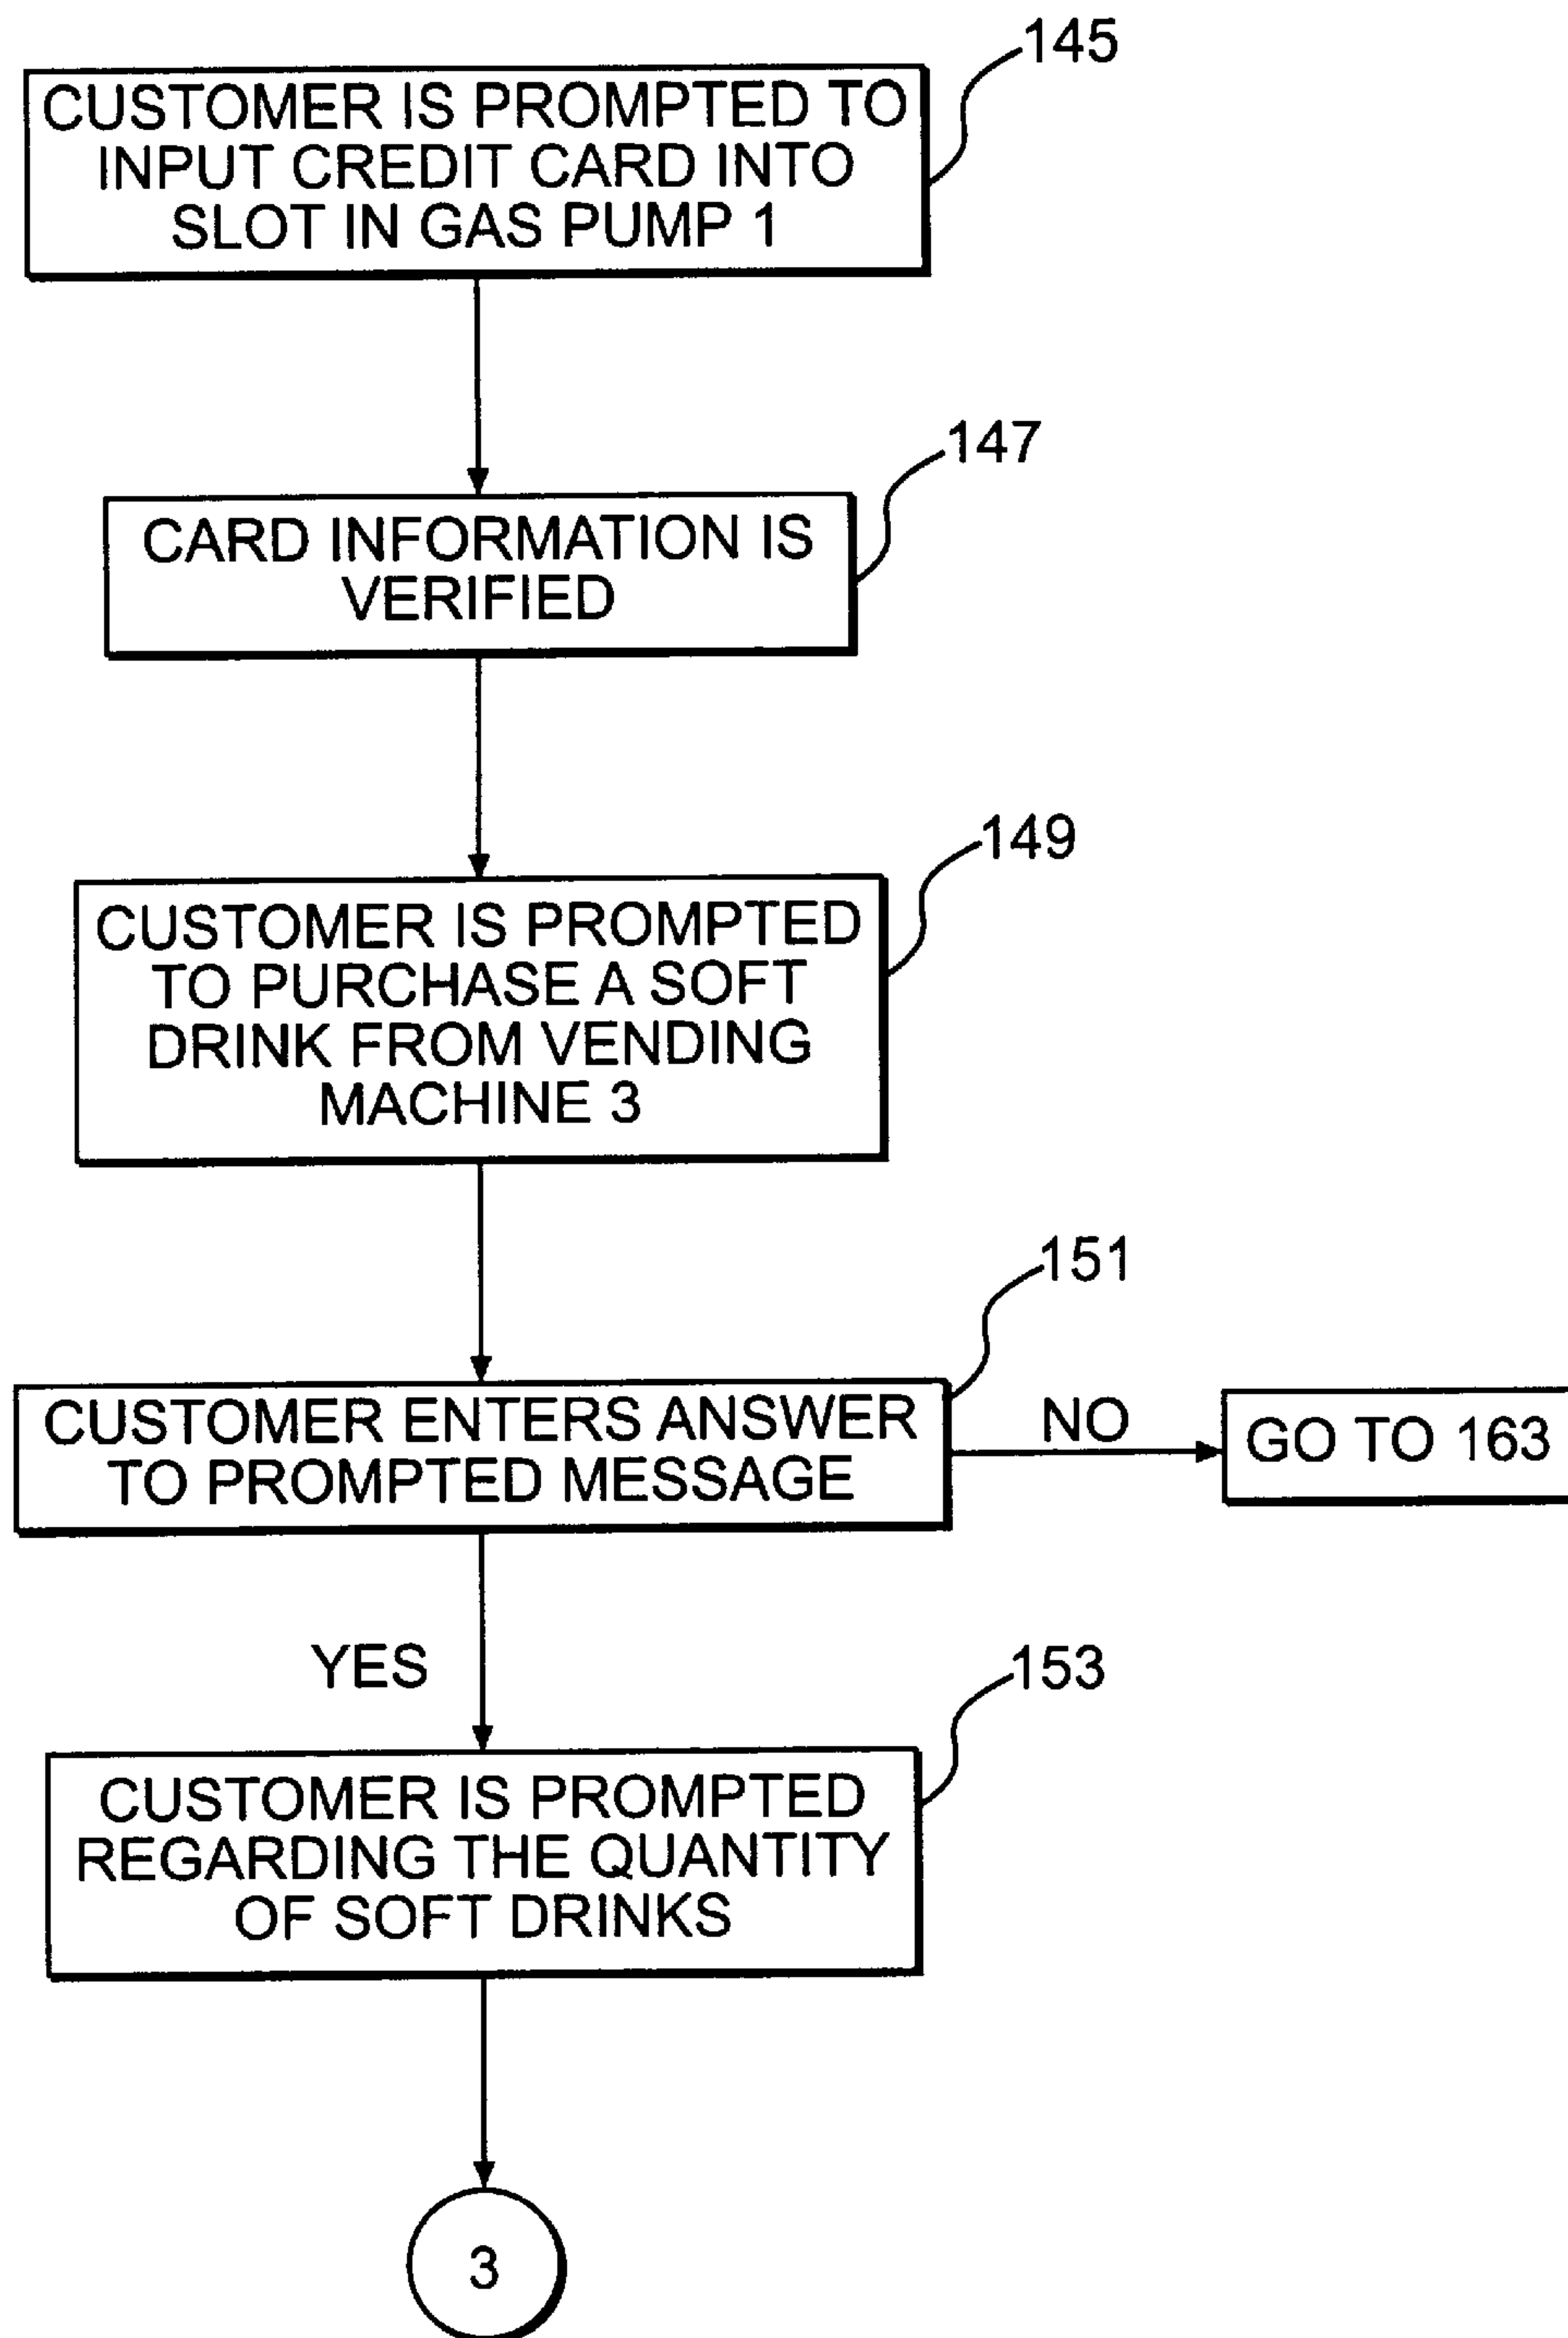 145
CUSTOMER IS PROMPTED TO
INPUT CREDIT CARD INTO
SLOT IN GAS PUMP 1
147
CARD INFORMATION IS
VERIFIED
149
CUSTOMER IS PROMPTED
TO PURCHASE A SOFT
DRINK FROM VENDING
MACHINE 3
151
CUSTOMER ENTERS ANSWER
TO PROMPTED MESSAGE
NO
GO TO 163
YES
153
CUSTOMER IS PROMPTED
REGARDING THE QUANTITY
OF SOFT DRINKS
3